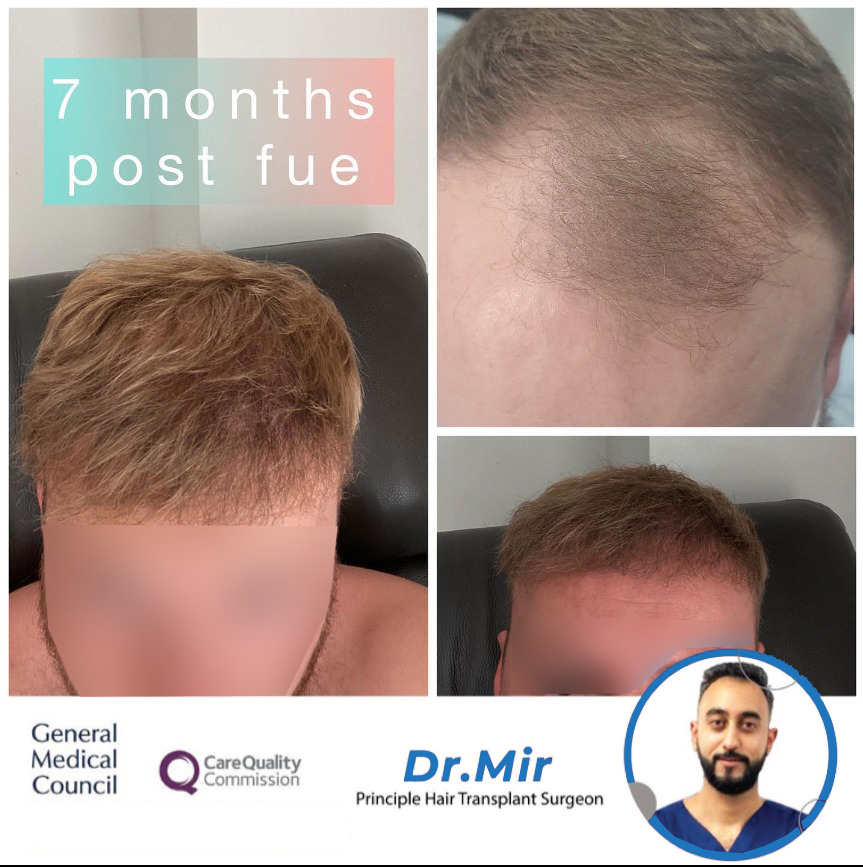 7 months
post fue
General
Medical
Council
CareQuality
Commission
Dr.Mir
Principle Hair Transplant Surgeon